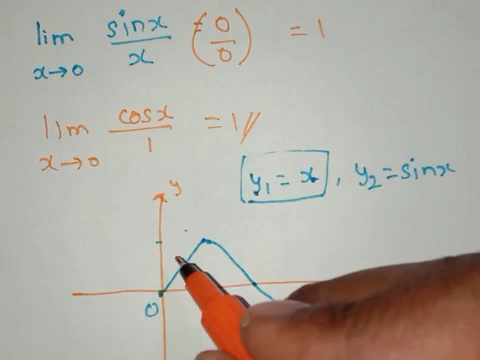 lim sinx/x (= 0/0) = 1
x→0
lim cosx/1 = 1//
x→0
y₁ = x, y₂ = sinx
y
0